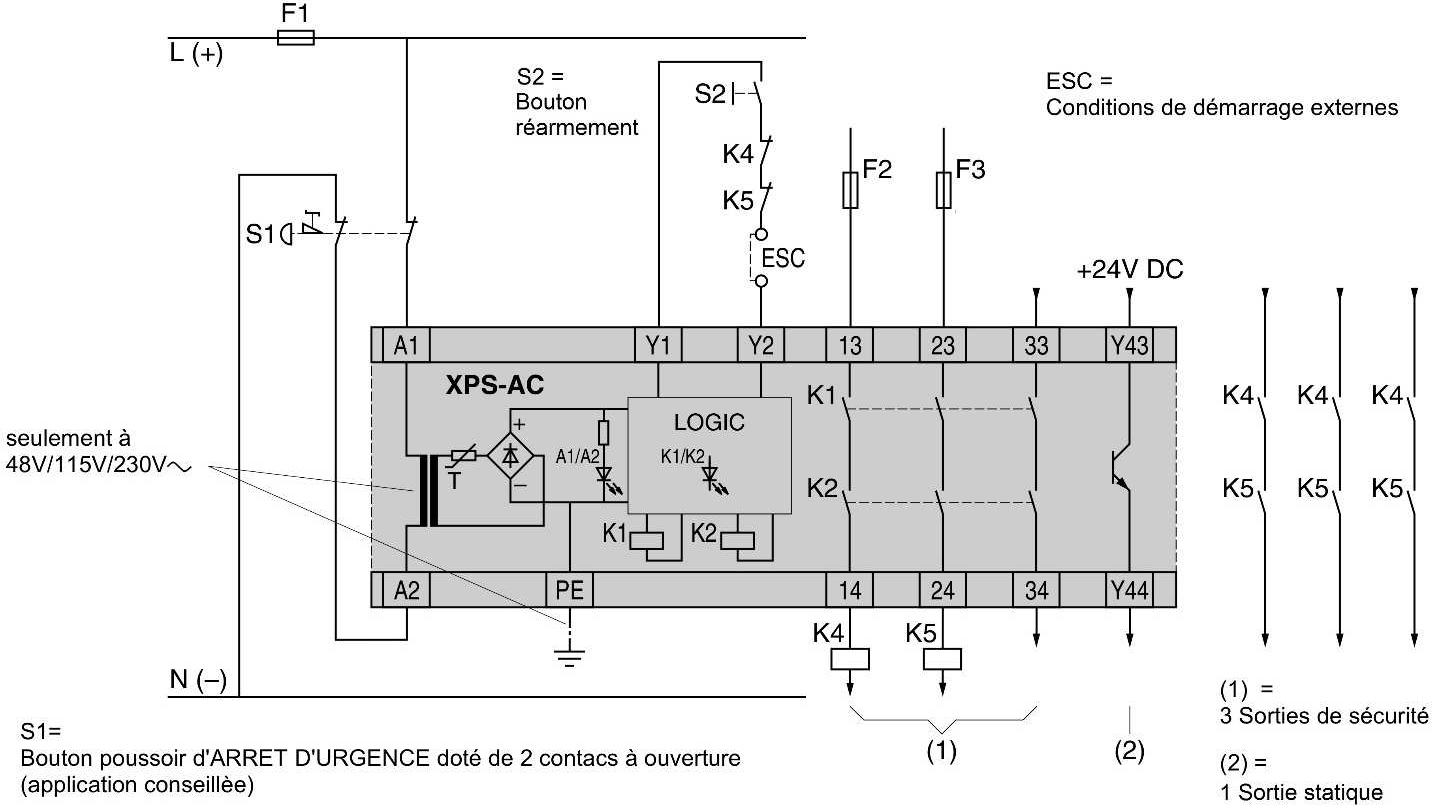 F1
L (+)
S2 =
Bouton
réarmement
S2
K4
K5
ESC
ESC =
Conditions de démarrage externes
F2
F3
S1
+24V DC
A1
Y1
Y2
13
23
33
Y43
XPS-AC
LOGIC
K1
K4
K4
K4
seulement à
48V/115V/230V~
T
+
–
A1/A2
K1/K2
K2
K5
K5
K5
K1
K2
A2
PE
14
24
34
Y44
K4
K5
N (–)
(1)
(2)
(1) =
3 Sorties de sécurité
(2) =
1 Sortie statique
S1=
Bouton poussoir d'ARRET D'URGENCE doté de 2 contacs à ouverture
(application conseillèe)